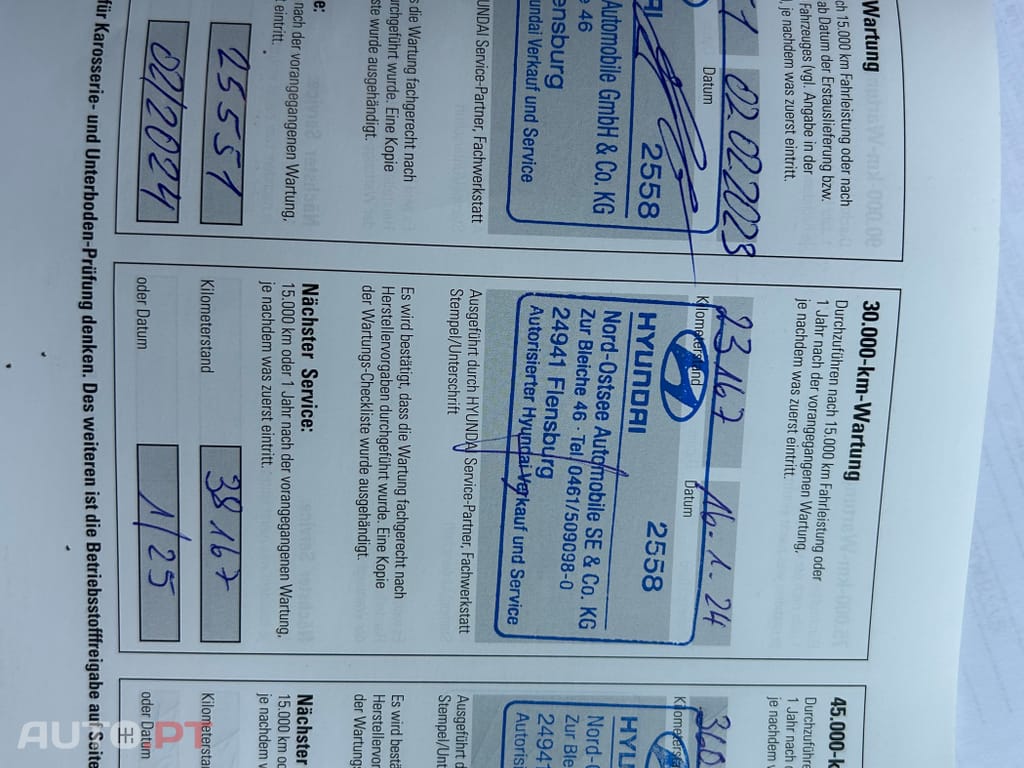 Wartung
ch 15.000 km Fahrleistung oder nach
ab Datum der Erstauslieferung bzw.
Fahrzeuges (vgl. Angabe in der
, je nachdem was zuerst eintritt.
02.02.2023
Datum
2558
Automobile GmbH & Co. KG
e 46
ensburg
undai Verkauf und Service
UNDAI Service-Partner, Fachwerkstatt
s die Wartung fachgerecht nach
urchgeführt wurde. Eine Kopie
ste wurde ausgehändigt.
e:
nach der vorangegangenen Wartung,
eintritt.
25551
02/2024
30.000-km-Wartung
Durchzuführen nach 15.000 km Fahrleistung oder
1 Jahr nach der vorangegangenen Wartung,
je nachdem was zuerst eintritt.
23167 16.1.24
Kilometerstand Datum
HYUNDAI 2558
Nord-Ostsee Automobile SE & Co. KG
Zur Bleiche 46 · Tel. 0461/509098-0
24941 Flensburg
Autorisierter Hyundai Verkauf und Service
Ausgeführt durch HYUNDAI Service-Partner, Fachwerkstatt
Stempel/Unterschrift
Es wird bestätigt, dass die Wartung fachgerecht nach
Herstellervorgaben durchgeführt wurde. Eine Kopie
der Wartungs-Checkliste wurde ausgehändigt.
Nächster Service:
15.000 km oder 1 Jahr nach der vorangegangenen Wartung,
je nachdem was zuerst eintritt.
Kilometerstand 38167
oder Datum 1/25
45.000-k
Durchzuführe
1 Jahr nach d
je nachdem w
360
Kilometerst
HYU
Nord-
Zur Ble
2494
Autoris
Ausgeführt d
Stempel/Unt
Es wird bestä
Herstellervor
der Wartungs
Nächster
15.000 km od
je nachdem
Kilometersta
oder Datum
für Karosserie- und Unterboden-Prüfung denken. Des weiteren ist die Betriebsstofffreigabe auf Seite
AUTOPT